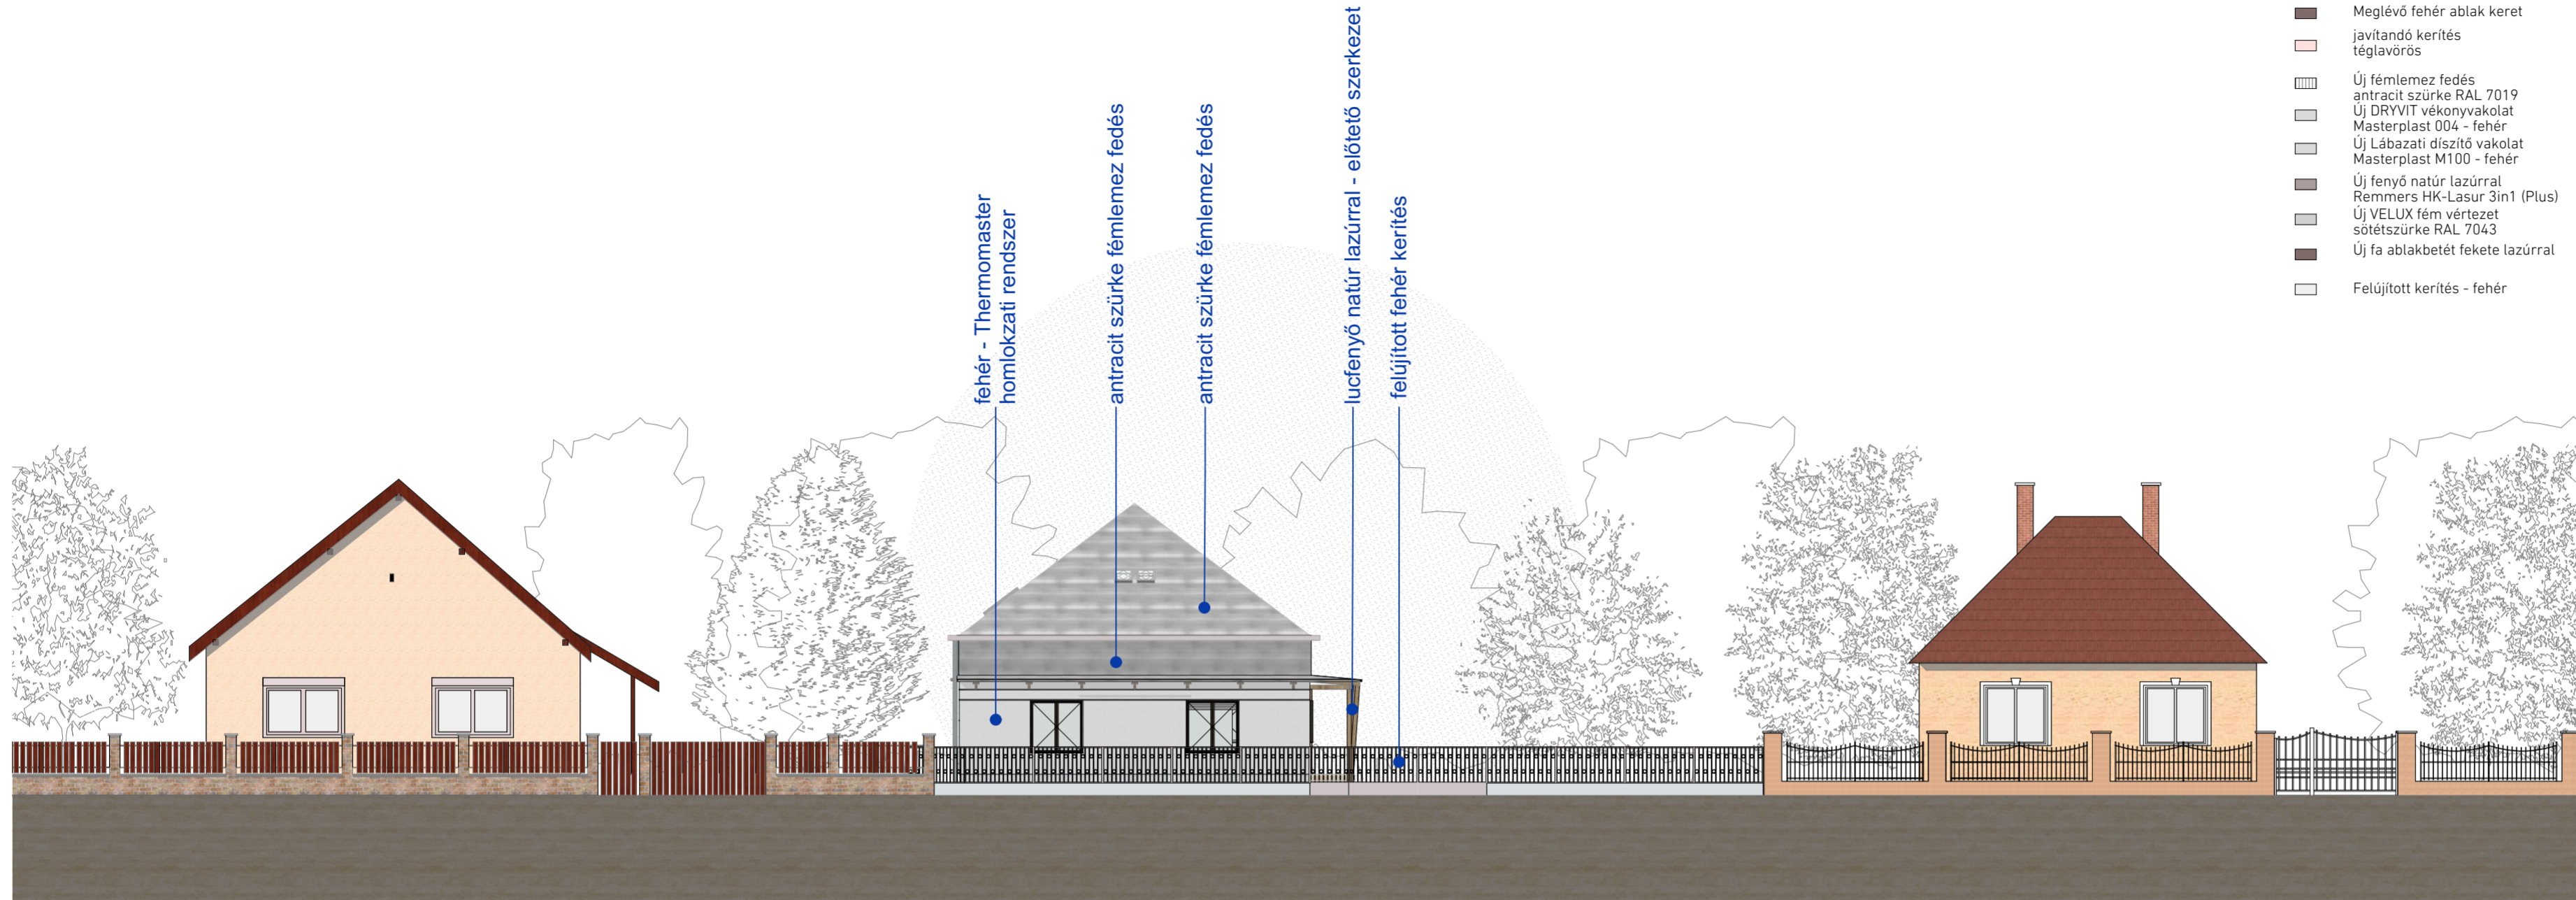 Meglévő fehér ablak keret
javítandó kerítés
téglavörös
Új fémlemez fedés
antracit szürke RAL 7019
Új DRYVIT vékonyvakolat
Masterplast 004 - fehér
Új Lábazati díszítő vakolat
Masterplast M100 - fehér
Új fenyő natúr lazúrral
Remmers HK-Lasur 3in1 (Plus)
Új VELUX fém vértezet
sötétszürke RAL 7043
Új fa ablakbetét fekete lazúrral
Felújított kerítés - fehér
fehér - Thermomaster
homlokzati rendszer
antracit szürke fémlemez fedés
antracit szürke fémlemez fedés
lucfenyő natúr lazúrral - előtető szerkezet
felújított fehér kerítés